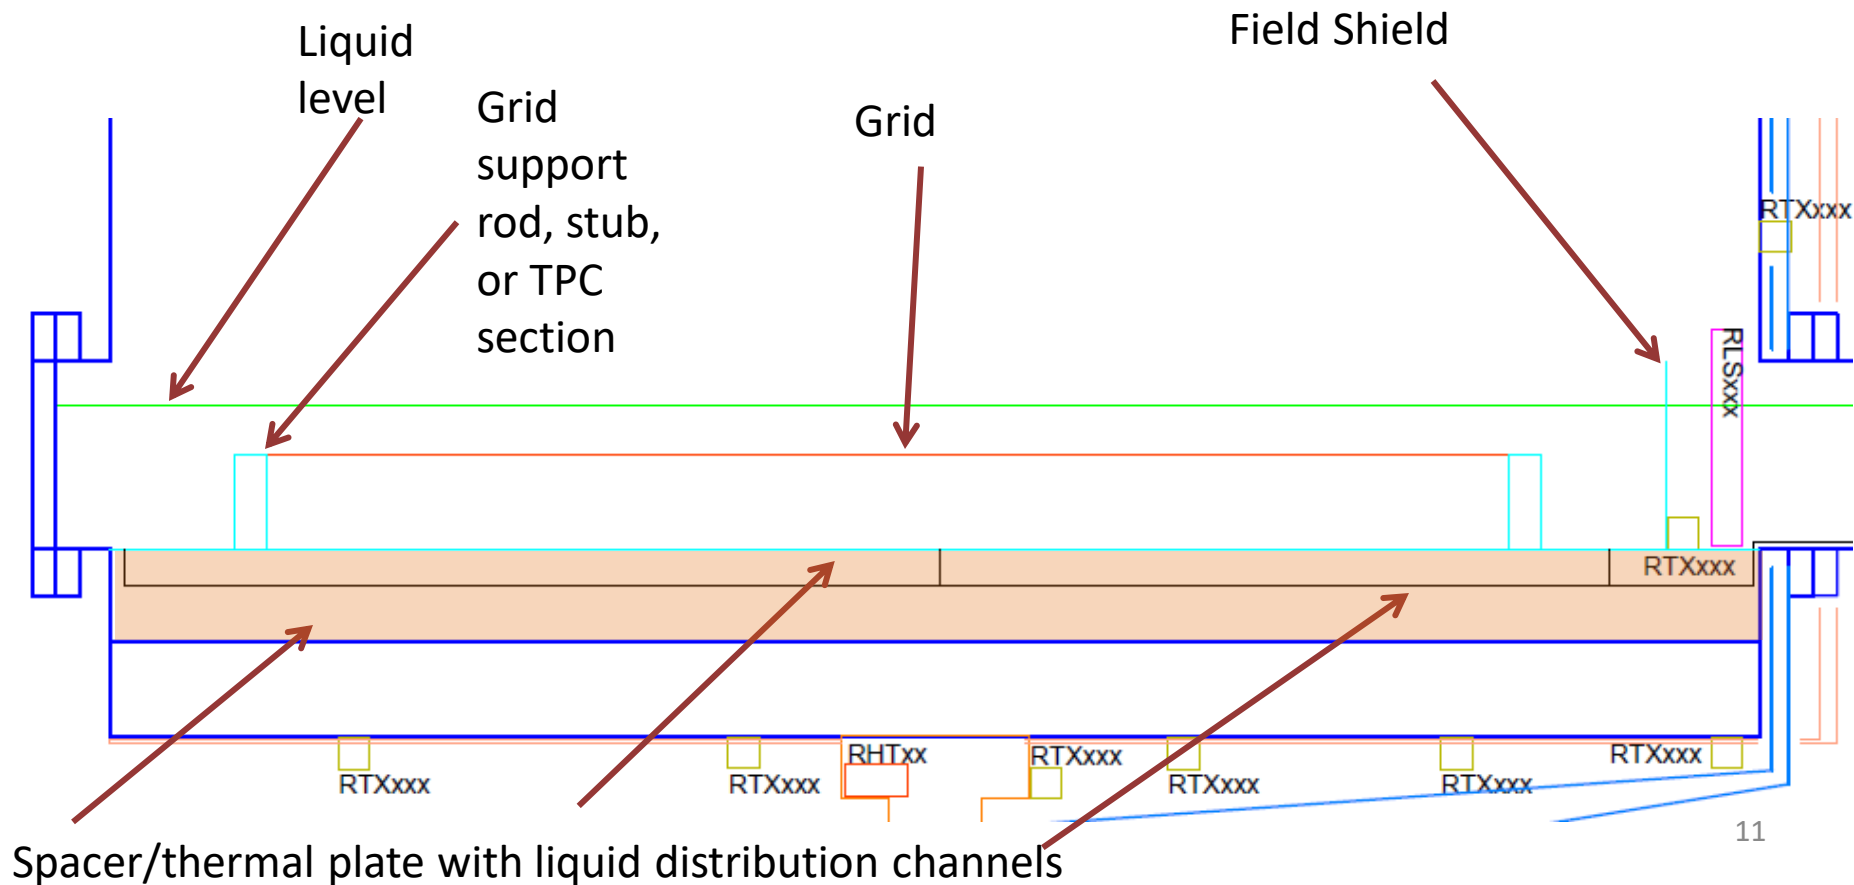 Liquid
level
Grid
support
rod, stub,
or TPC
section
Grid
Field Shield
RTXxxx
RLSxxx
RTXxxx
RTXxxx
RTXxxx
RHTxx
RTXxxx
RTXxxx
RTXxxx
RTXxxx
11
Spacer/thermal plate with liquid distribution channels